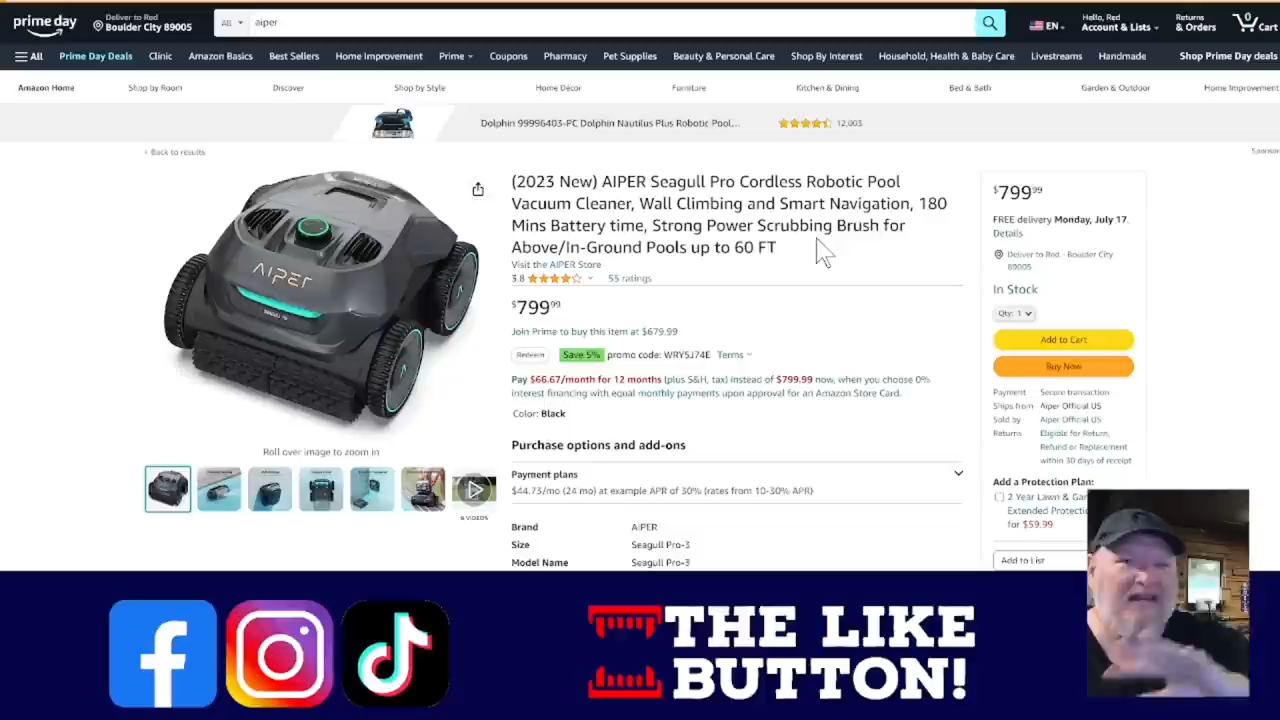 prime day
Deliver to Red
Boulder City 89005
All
aiper
EN
Hello, Red
Account & Lists
Returns
& Orders
0
Cart
All
Prime Day Deals
Clinic
Amazon Basics
Best Sellers
Home Improvement
Prime
Coupons
Pharmacy
Pet Supplies
Beauty & Personal Care
Shop By Interest
Household, Health & Baby Care
Livestreams
Handmade
Shop Prime Day deals
Amazon Home
Shop by Room
Discover
Shop by Style
Home Décor
Furniture
Kitchen & Dining
Bed & Bath
Garden & Outdoor
Home Improvement
Dolphin 99996403-PC Dolphin Nautilus Plus Robotic Pool...
12,003
‹ Back to results
Sponsor
AIPER
(2023 New) AIPER Seagull Pro Cordless Robotic Pool
Vacuum Cleaner, Wall Climbing and Smart Navigation, 180
Mins Battery time, Strong Power Scrubbing Brush for
Above/In-Ground Pools up to 60 FT
Visit the AIPER Store
3.8
55 ratings
$799.99
Join Prime to buy this item at $679.99
Redeem
Save 5%
promo code: WRY5J74E
Terms
Pay $66.67/month for 12 months (plus S&H, tax) instead of $799.99 now, when you choose 0%
interest financing with equal monthly payments upon approval for an Amazon Store Card.
Color: Black
Purchase options and add-ons
Payment plans
$44.73/mo (24 mo) at example APR of 30% (rates from 10-30% APR)
Brand AIPER
Size Seagull Pro-3
Model Name Seagull Pro-3
Roll over image to zoom in
6 VIDEOS
$799.99
FREE delivery Monday, July 17.
Details
Deliver to Red - Boulder City
89005
In Stock
Qty: 1
Add to Cart
Buy Now
Payment Secure transaction
Ships from Aiper Official US
Sold by Aiper Official US
Returns Eligible for Return,
Refund or Replacement
within 30 days of receipt
Add a Protection Plan:
2 Year Lawn & Gar
Extended Protectio
for $59.99
Add to List
THE LIKE
BUTTON!